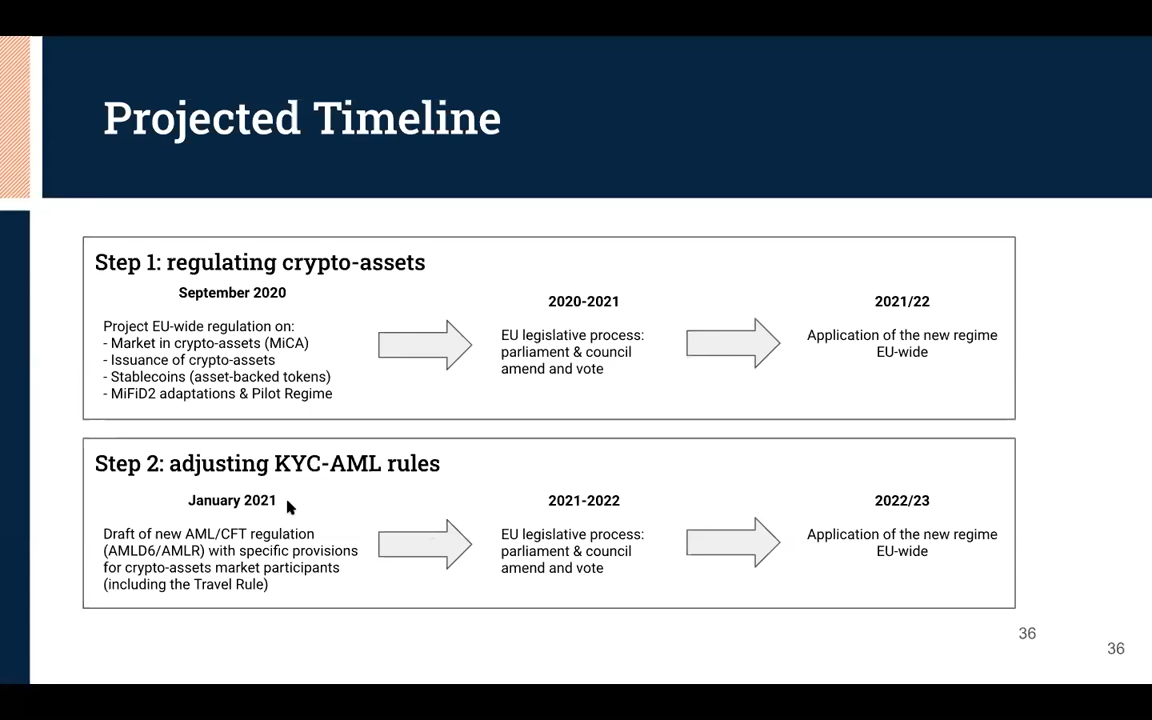 Projected Timeline
Step 1: regulating crypto-assets
September 2020
Project EU-wide regulation on:
- Market in crypto-assets (MiCA)
- Issuance of crypto-assets
- Stablecoins (asset-backed tokens)
- MiFiD2 adaptations & Pilot Regime
2020-2021
EU legislative process:
parliament & council
amend and vote
2021/22
Application of the new regime
EU-wide
Step 2: adjusting KYC-AML rules
January 2021
Draft of new AML/CFT regulation
(AMLD6/AMLR) with specific provisions
for crypto-assets market participants
(including the Travel Rule)
2021-2022
EU legislative process:
parliament & council
amend and vote
2022/23
Application of the new regime
EU-wide
36
36